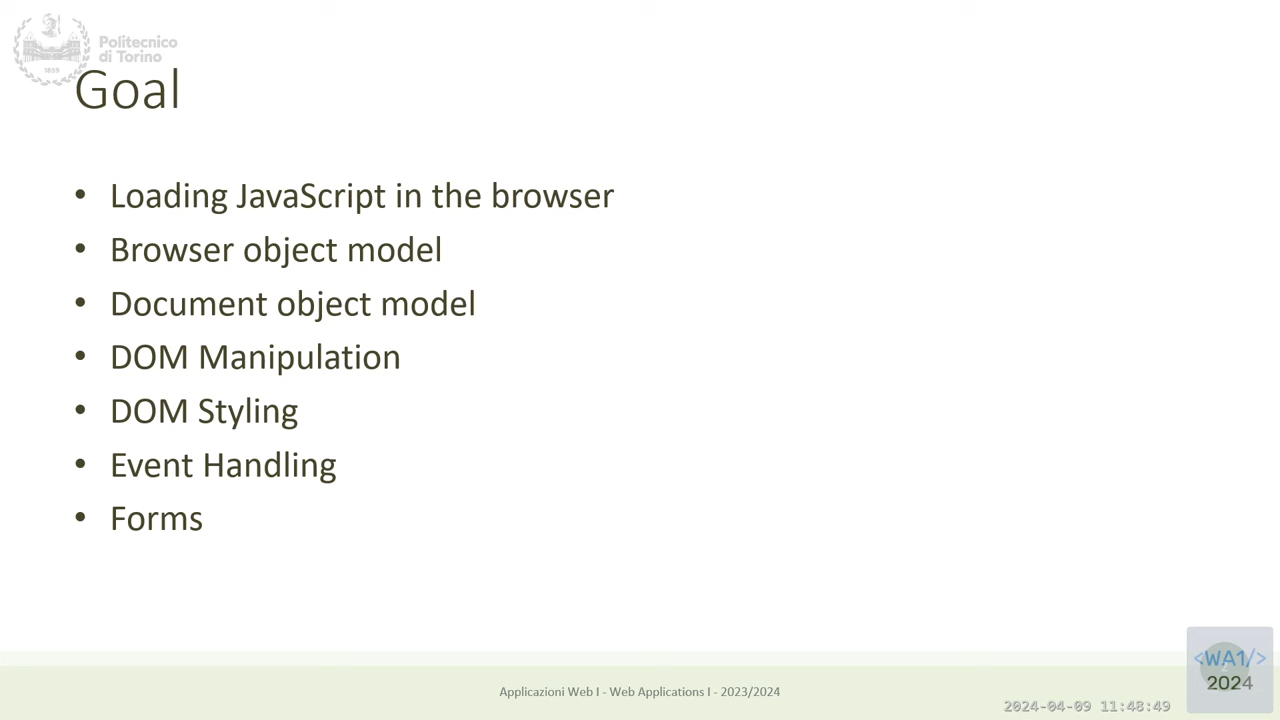 Politecnico
di Torino
1859
Goal
• Loading JavaScript in the browser
• Browser object model
• Document object model
• DOM Manipulation
• DOM Styling
• Event Handling
• Forms
Applicazioni Web I - Web Applications I - 2023/2024
2024-04-09 11:48:49
<WA1/>
2024